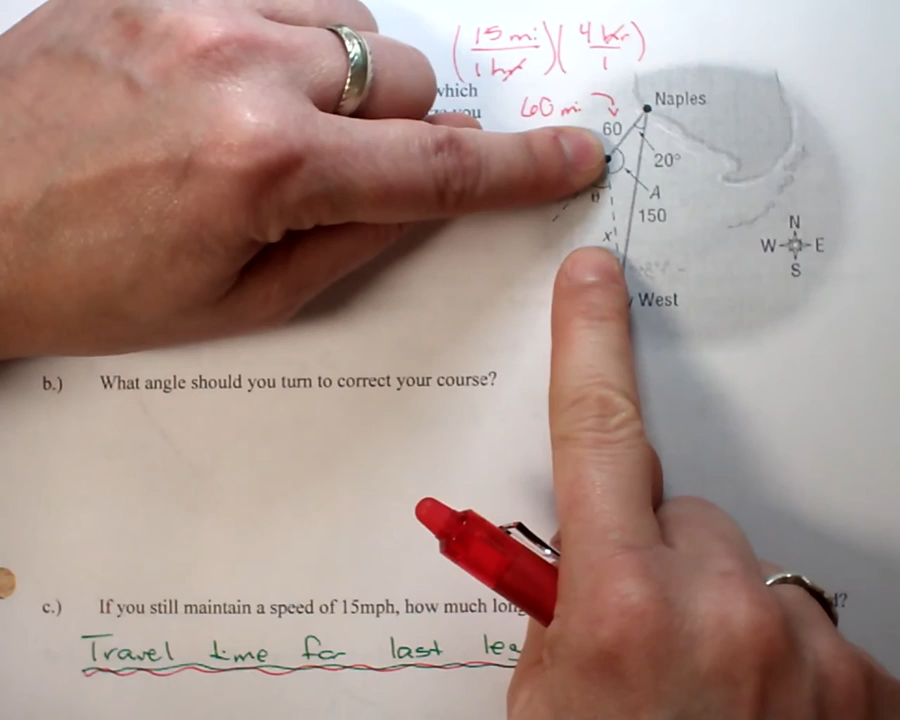 (15 mi / 1 hr)(4 hr / 1)
which
you
60 mi
Naples
60
20°
A
θ
150
x
N
W E
S
West
b.) What angle should you turn to correct your course?
c.) If you still maintain a speed of 15mph, how much
Travel time for last leg